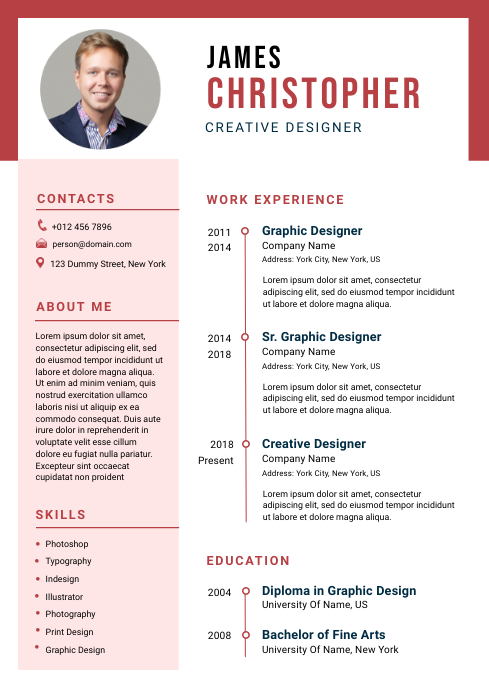 JAMES
CHRISTOPHER
CREATIVE DESIGNER
CONTACTS
+012 456 7896
person@domain.com
123 Dummy Street, New York
ABOUT ME
Lorem ipsum dolor sit amet,
consectetur adipiscing elit, sed
do eiusmod tempor incididunt ut
labore et dolore magna aliqua.
Ut enim ad minim veniam, quis
nostrud exercitation ullamco
laboris nisi ut aliquip ex ea
commodo consequat. Duis aute
irure dolor in reprehenderit in
voluptate velit esse cillum
dolore eu fugiat nulla pariatur.
Excepteur sint occaecat
cupidatat non proident
SKILLS
Photoshop
Typography
Indesign
Illustrator
Photography
Print Design
Graphic Design
WORK EXPERIENCE
2011
2014
Graphic Designer
Company Name
Address: York City, New York, US
Lorem ipsum dolor sit amet, consectetur
adipiscing elit, sed do eiusmod tempor incididunt
ut labore et dolore magna aliqua.
2014
2018
Sr. Graphic Designer
Company Name
Address: York City, New York, US
Lorem ipsum dolor sit amet, consectetur
adipiscing elit, sed do eiusmod tempor incididunt
ut labore et dolore magna aliqua.
2018
Present
Creative Designer
Company Name
Address: York City, New York, US
Lorem ipsum dolor sit amet, consectetur
adipiscing elit, sed do eiusmod tempor incididunt
ut labore et dolore magna aliqua.
EDUCATION
2004
Diploma in Graphic Design
University Of Name, US
2008
Bachelor of Fine Arts
University Of Name, New York